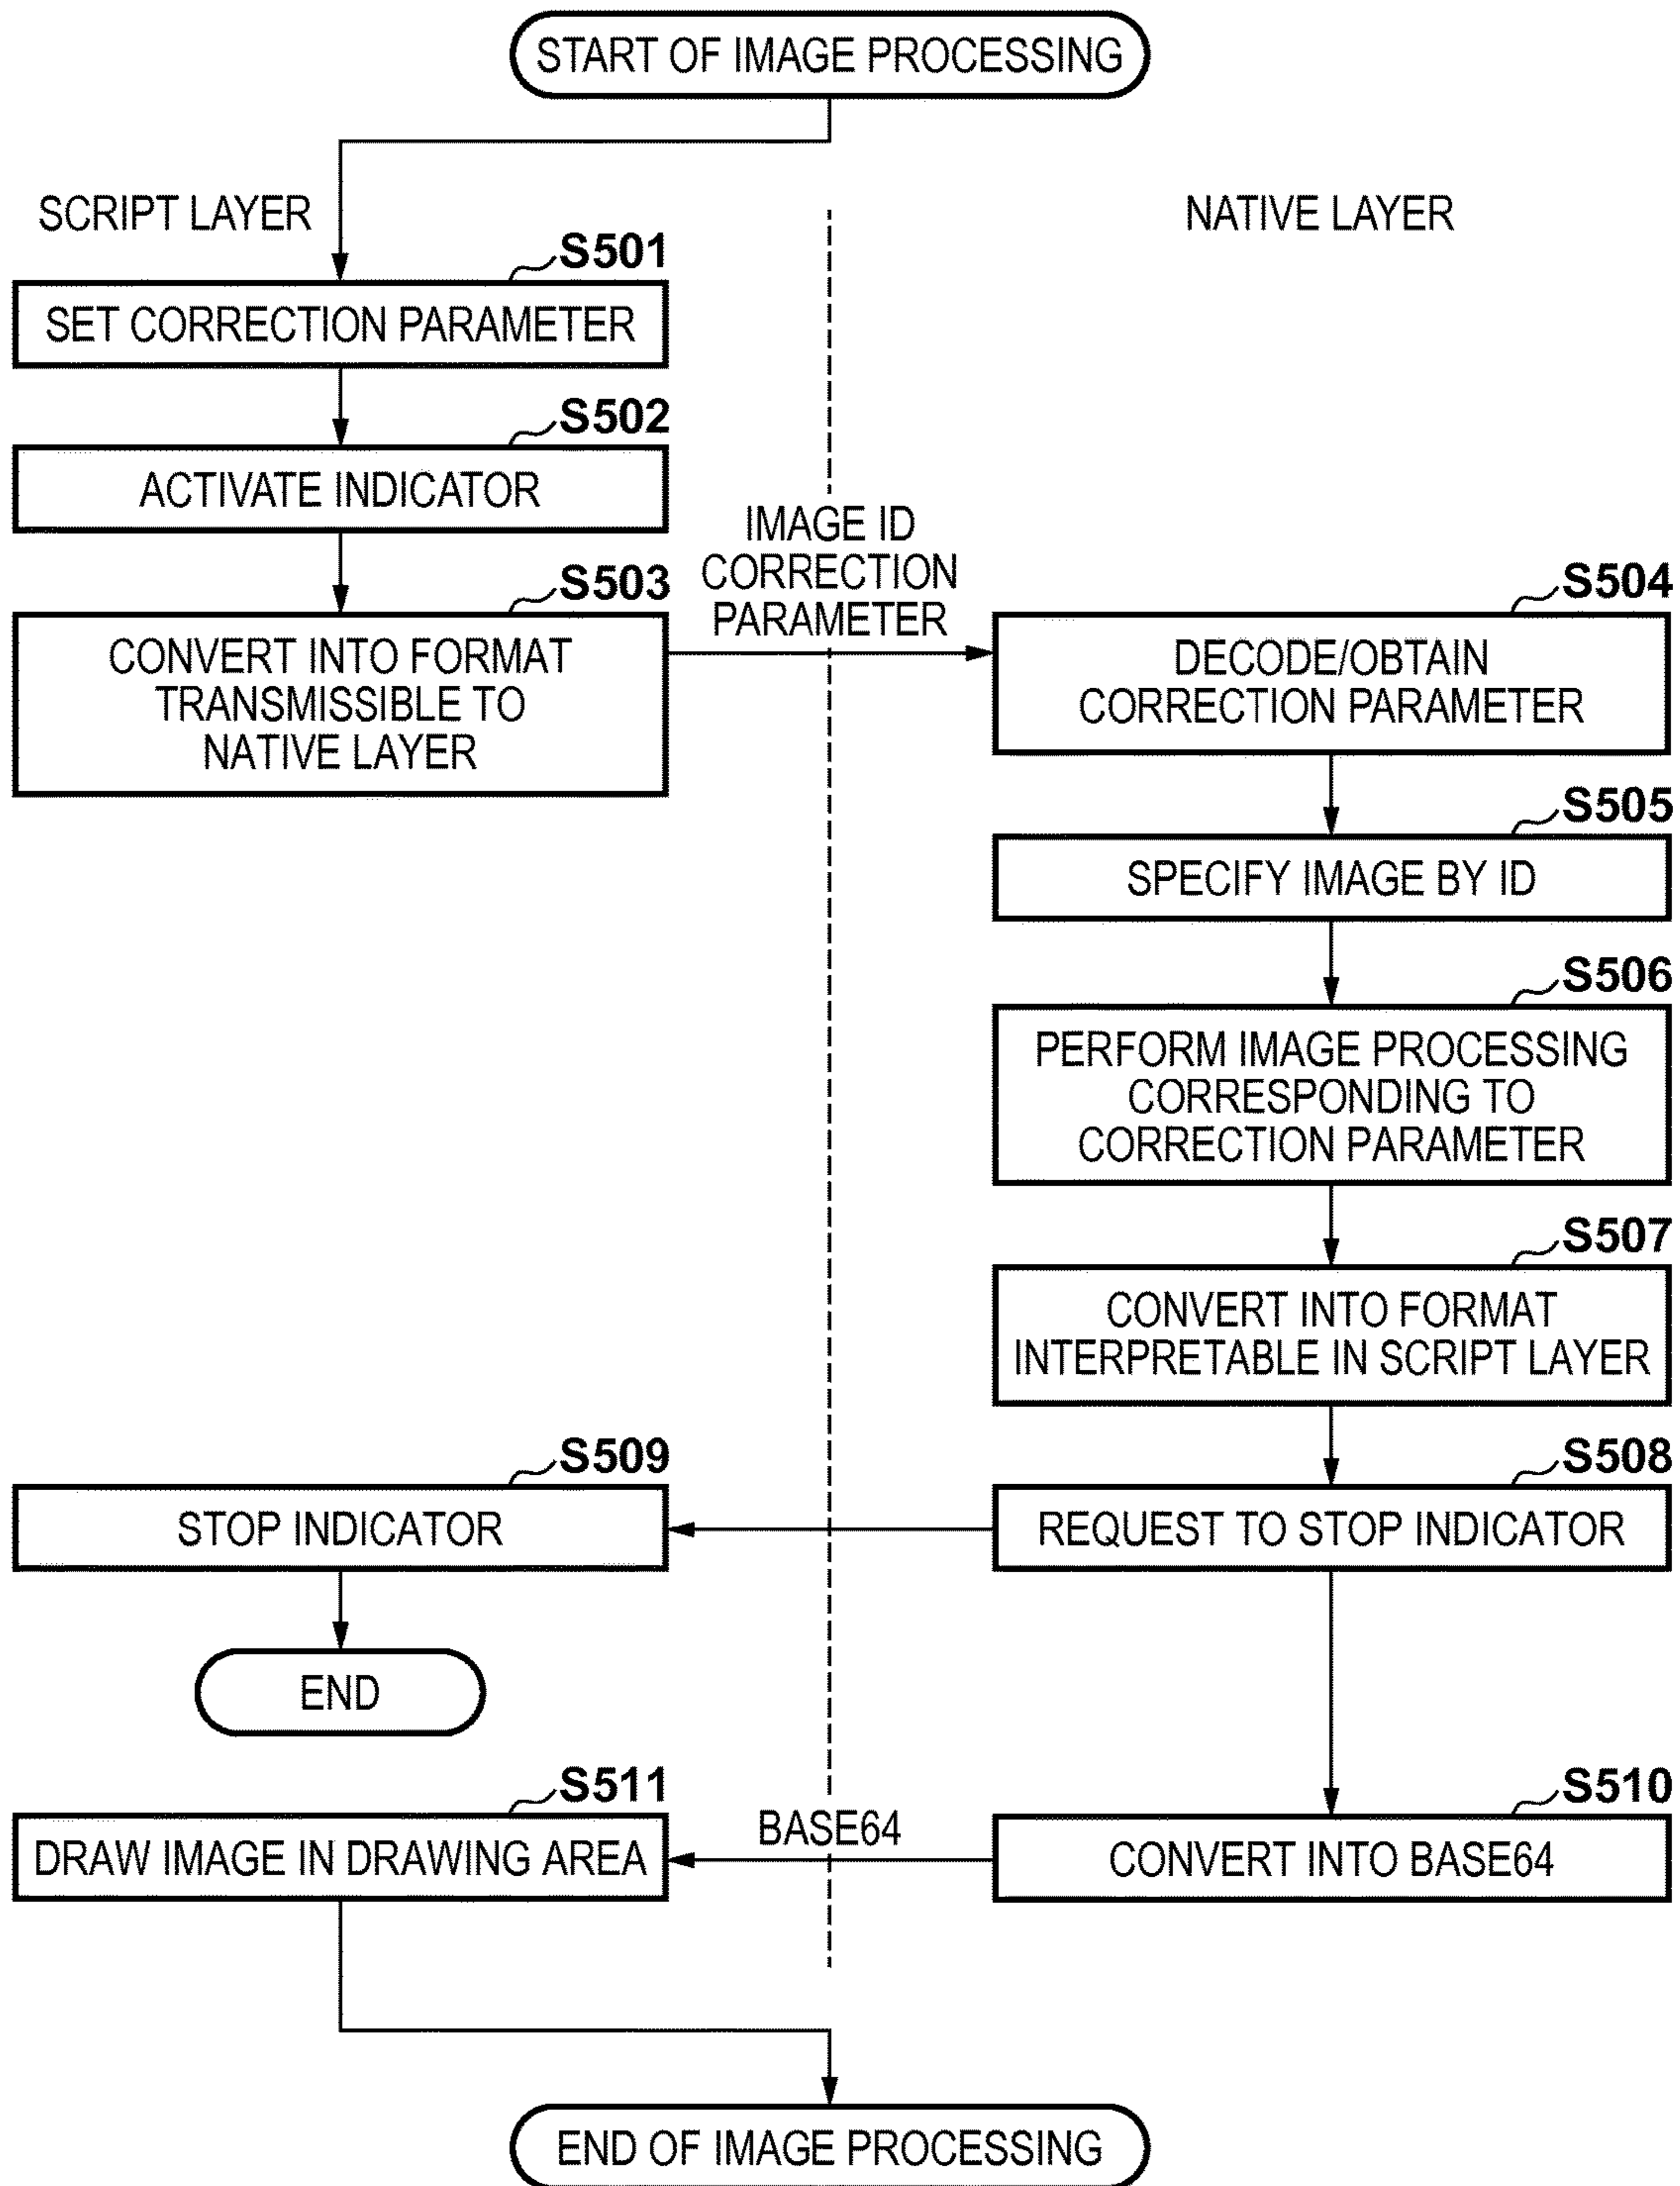 START OF IMAGE PROCESSING
SCRIPT LAYER
NATIVE LAYER
S501
SET CORRECTION PARAMETER
S502
ACTIVATE INDICATOR
S503
CONVERT INTO FORMAT
TRANSMISSIBLE TO
NATIVE LAYER
IMAGE ID
CORRECTION
PARAMETER
S504
DECODE/OBTAIN
CORRECTION PARAMETER
S505
SPECIFY IMAGE BY ID
S506
PERFORM IMAGE PROCESSING
CORRESPONDING TO
CORRECTION PARAMETER
S507
CONVERT INTO FORMAT
INTERPRETABLE IN SCRIPT LAYER
S508
REQUEST TO STOP INDICATOR
S509
STOP INDICATOR
END
S510
CONVERT INTO BASE64
BASE64
S511
DRAW IMAGE IN DRAWING AREA
END OF IMAGE PROCESSING